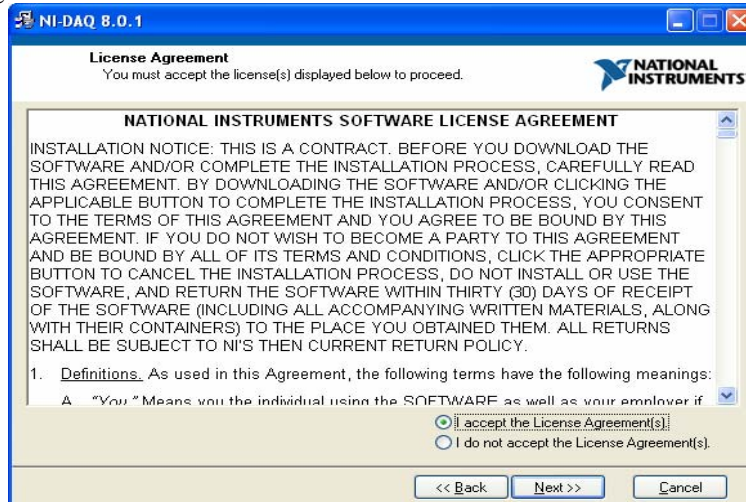 NI-DAQ 8.0.1
License Agreement
You must accept the license(s) displayed below to proceed.
NATIONAL
INSTRUMENTS
NATIONAL INSTRUMENTS SOFTWARE LICENSE AGREEMENT
INSTALLATION NOTICE: THIS IS A CONTRACT. BEFORE YOU DOWNLOAD THE
SOFTWARE AND/OR COMPLETE THE INSTALLATION PROCESS, CAREFULLY READ
THIS AGREEMENT. BY DOWNLOADING THE SOFTWARE AND/OR CLICKING THE
APPLICABLE BUTTON TO COMPLETE THE INSTALLATION PROCESS, YOU CONSENT
TO THE TERMS OF THIS AGREEMENT AND YOU AGREE TO BE BOUND BY THIS
AGREEMENT. IF YOU DO NOT WISH TO BECOME A PARTY TO THIS AGREEMENT
AND BE BOUND BY ALL OF ITS TERMS AND CONDITIONS, CLICK THE APPROPRIATE
BUTTON TO CANCEL THE INSTALLATION PROCESS, DO NOT INSTALL OR USE THE
SOFTWARE, AND RETURN THE SOFTWARE WITHIN THIRTY (30) DAYS OF RECEIPT
OF THE SOFTWARE (INCLUDING ALL ACCOMPANYING WRITTEN MATERIALS, ALONG
WITH THEIR CONTAINERS) TO THE PLACE YOU OBTAINED THEM. ALL RETURNS
SHALL BE SUBJECT TO NI'S THEN CURRENT RETURN POLICY.
1. Definitions. As used in this Agreement, the following terms have the following meanings:
A. "You." Means you the individual using the SOFTWARE as well as your employer if
I accept the License Agreement(s).
I do not accept the License Agreement(s).
<< Back Next >> Cancel